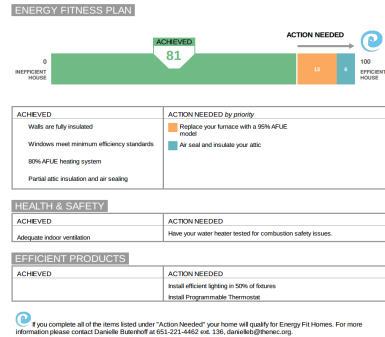 ENERGY FITNESS PLAN
ACHIEVED
81
ACTION NEEDED
0
INEFFICIENT
HOUSE
13
6
100
EFFICIENT
HOUSE
ACHIEVED
Walls are fully insulated
Windows meet minimum efficiency standards
80% AFUE heating system
Partial attic insulation and air sealing
ACTION NEEDED by priority
Replace your furnace with a 95% AFUE
model
Air seal and insulate your attic
HEALTH & SAFETY
ACHIEVED
Adequate indoor ventilation
ACTION NEEDED
Have your water heater tested for combustion safety issues.
EFFICIENT PRODUCTS
ACHIEVED
ACTION NEEDED
Install efficient lighting in 50% of fixtures
Install Programmable Thermostat
If you complete all of the items listed under "Action Needed" your home will qualify for Energy Fit Homes. For more
information please contact Danielle Butenhoff at 651-221-4462 ext. 136, danielleb@thenec.org.